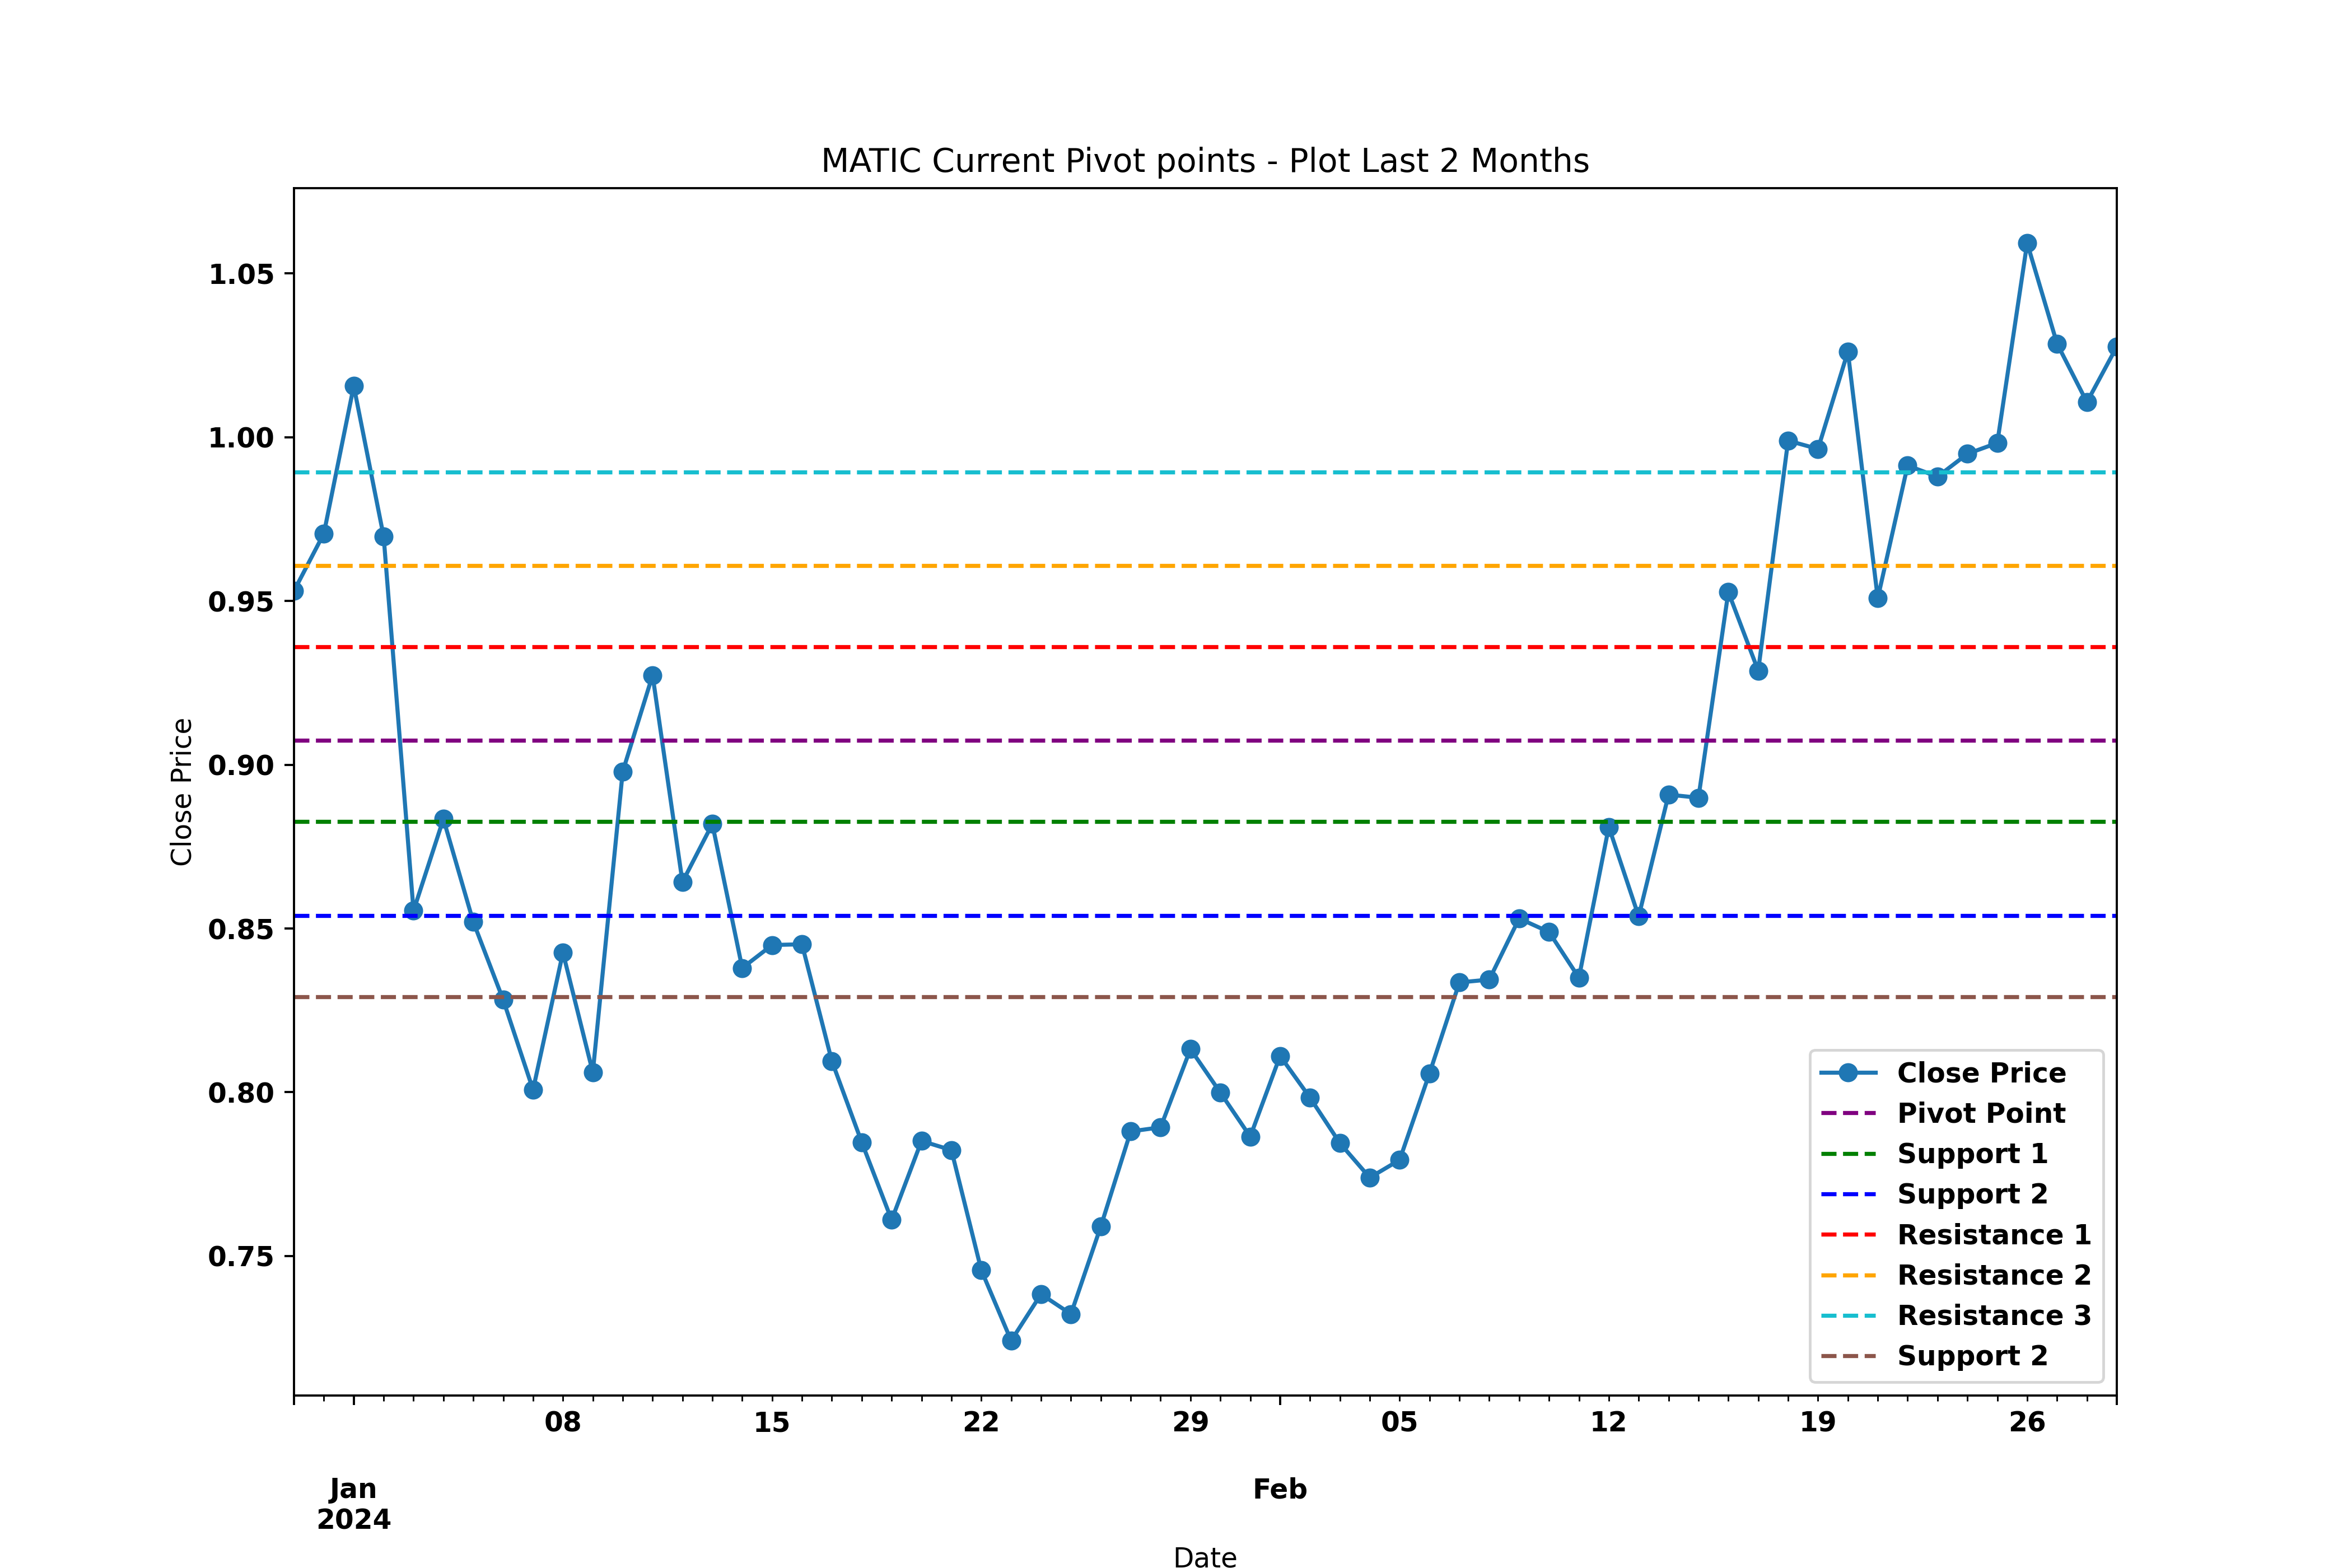 MATIC Current Pivot points - Plot Last 2 Months
Close Price
1.05
1.00
0.95
0.90
0.85
0.80
0.75
Close Price
Pivot Point
Support 1
Support 2
Resistance 1
Resistance 2
Resistance 3
Support 2
08
15
22
29
05
12
19
26
Jan
2024
Feb
Date